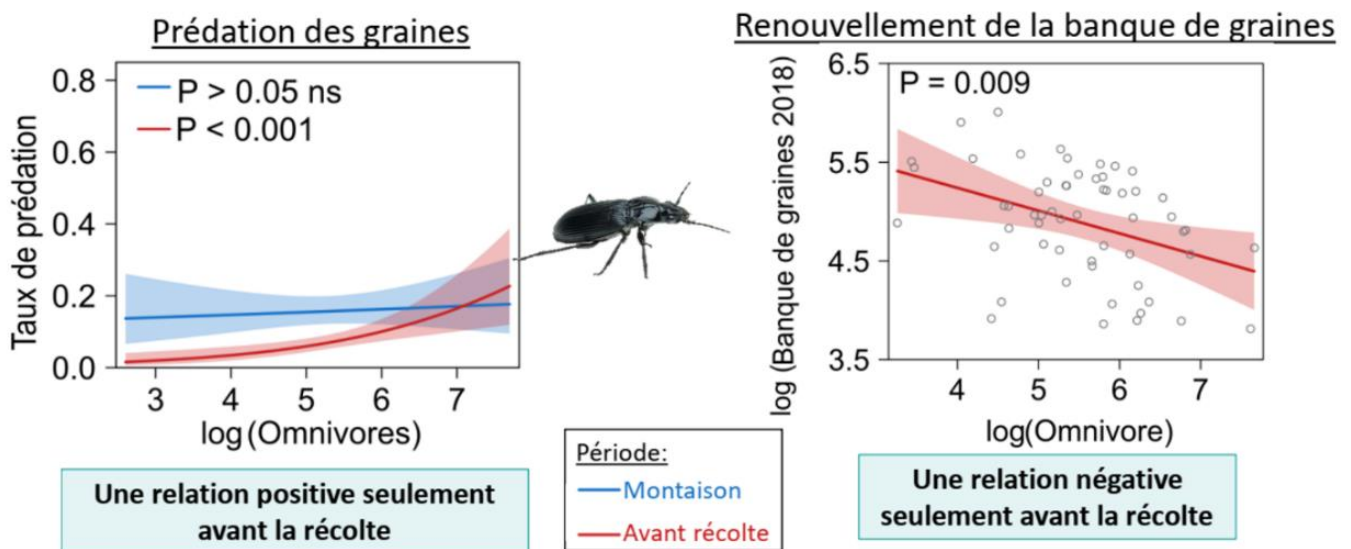 Prédation des graines
Taux de prédation
0.8
0.6
0.4
0.2
0.0
P > 0.05 ns
P < 0.001
3 4 5 6 7
log(Omnivores)
Une relation positive seulement
avant la récolte
Période:
Montaison
Avant récolte
Renouvellement de la banque de graines
log (Banque de graines 2018)
6.5
5.5
4.5
3.5
P = 0.009
4 5 6 7
log(Omnivore)
Une relation négative
seulement avant la récolte